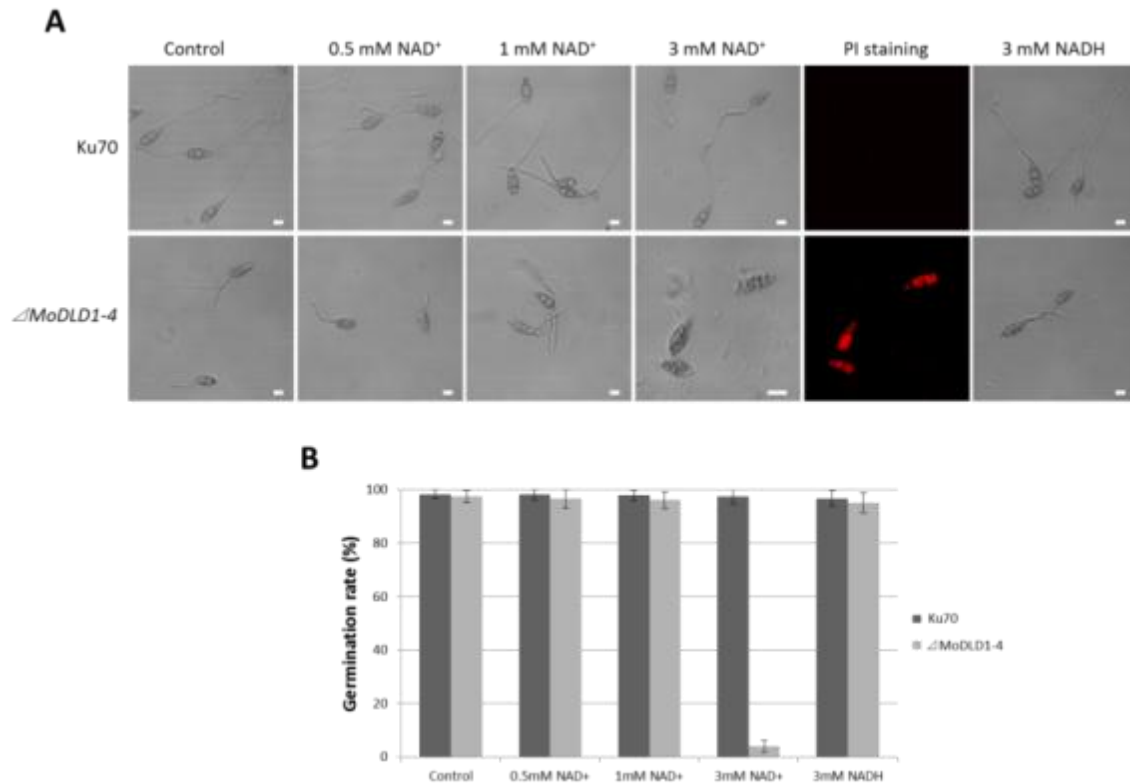 A
Control 0.5 mM NAD⁺ 1 mM NAD⁺ 3 mM NAD⁺ PI staining 3 mM NADH
Ku70
⊿MoDLD1-4
B
Germination rate (%)
100
80
60
40
20
0
Control 0.5mM NAD+ 1mM NAD+ 3mM NAD+ 3mM NADH
Ku70
⊿MoDLD1-4